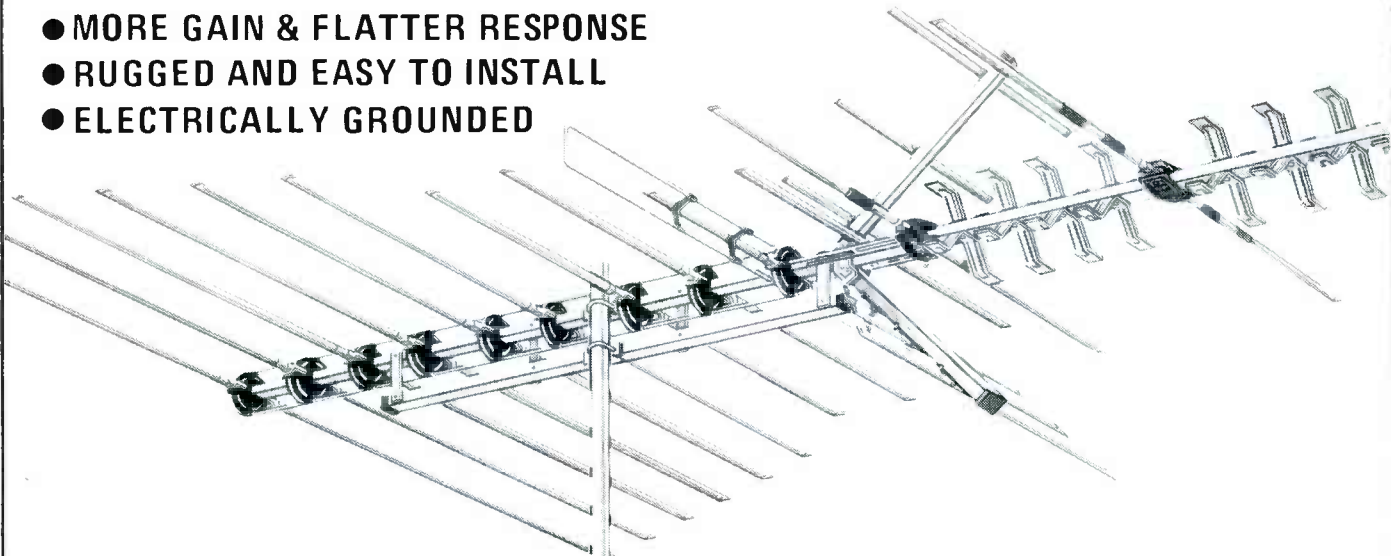 ● MORE GAIN & FLATTER RESPONSE
● RUGGED AND EASY TO INSTALL
● ELECTRICALLY GROUNDED